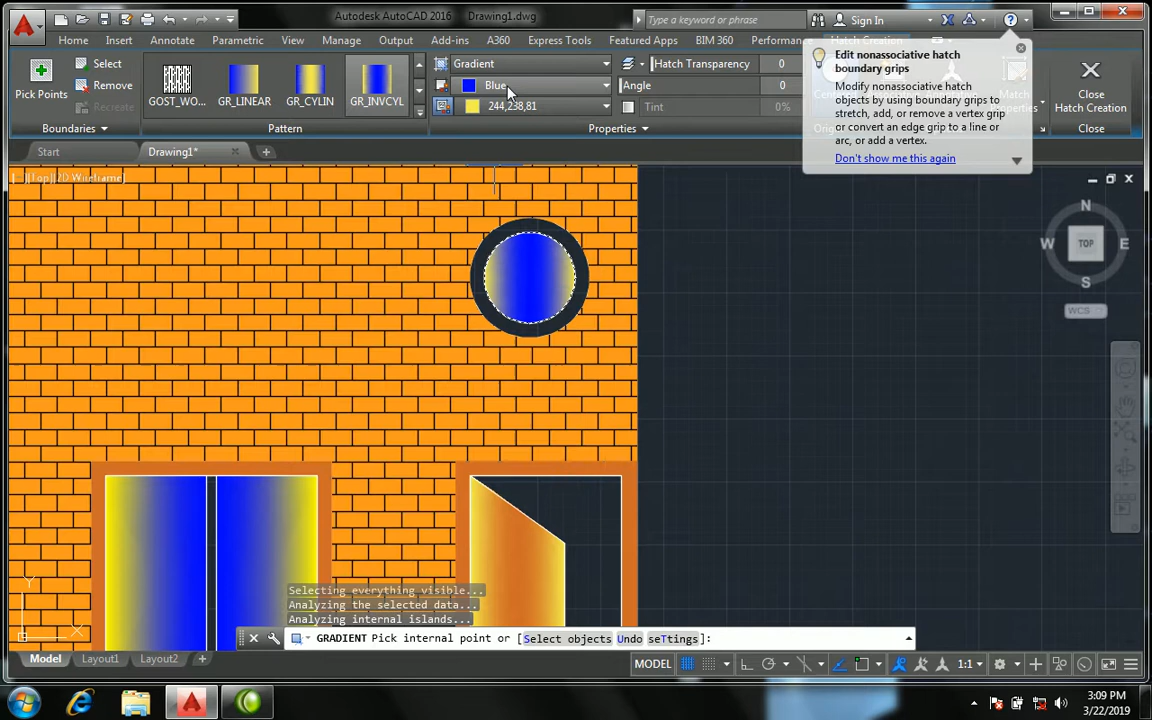 Autodesk AutoCAD 2016 Drawing1.dwg
Type a keyword or phrase
Sign In
Home Insert Annotate Parametric View Manage Output Add-ins A360 Express Tools Featured Apps BIM 360 Performance Hatch Creation
Pick Points
Select
Remove
Recreate
Boundaries
GOST_WO... GR_LINEAR GR_CYLIN GR_INVCYL
Pattern
Gradient
Blue
244,238,81
Hatch Transparency 0
Angle 0
Tint 0%
Properties
Match
Properties
Close
Hatch Creation
Close
Edit nonassociative hatch
boundary grips
Modify nonassociative hatch
objects by using boundary grips to
stretch, add, or remove a vertex grip
or convert an edge grip to a line or
arc, or add a vertex.
Don't show me this again
Start Drawing1*
[−][Top][2D Wireframe]
N
W TOP E
S
WCS
Y
X
Selecting everything visible...
Analyzing the selected data...
Analyzing internal islands...
GRADIENT Pick internal point or [Select objects Undo seTtings]:
Model Layout1 Layout2 +
MODEL 1:1
3:09 PM
3/22/2019